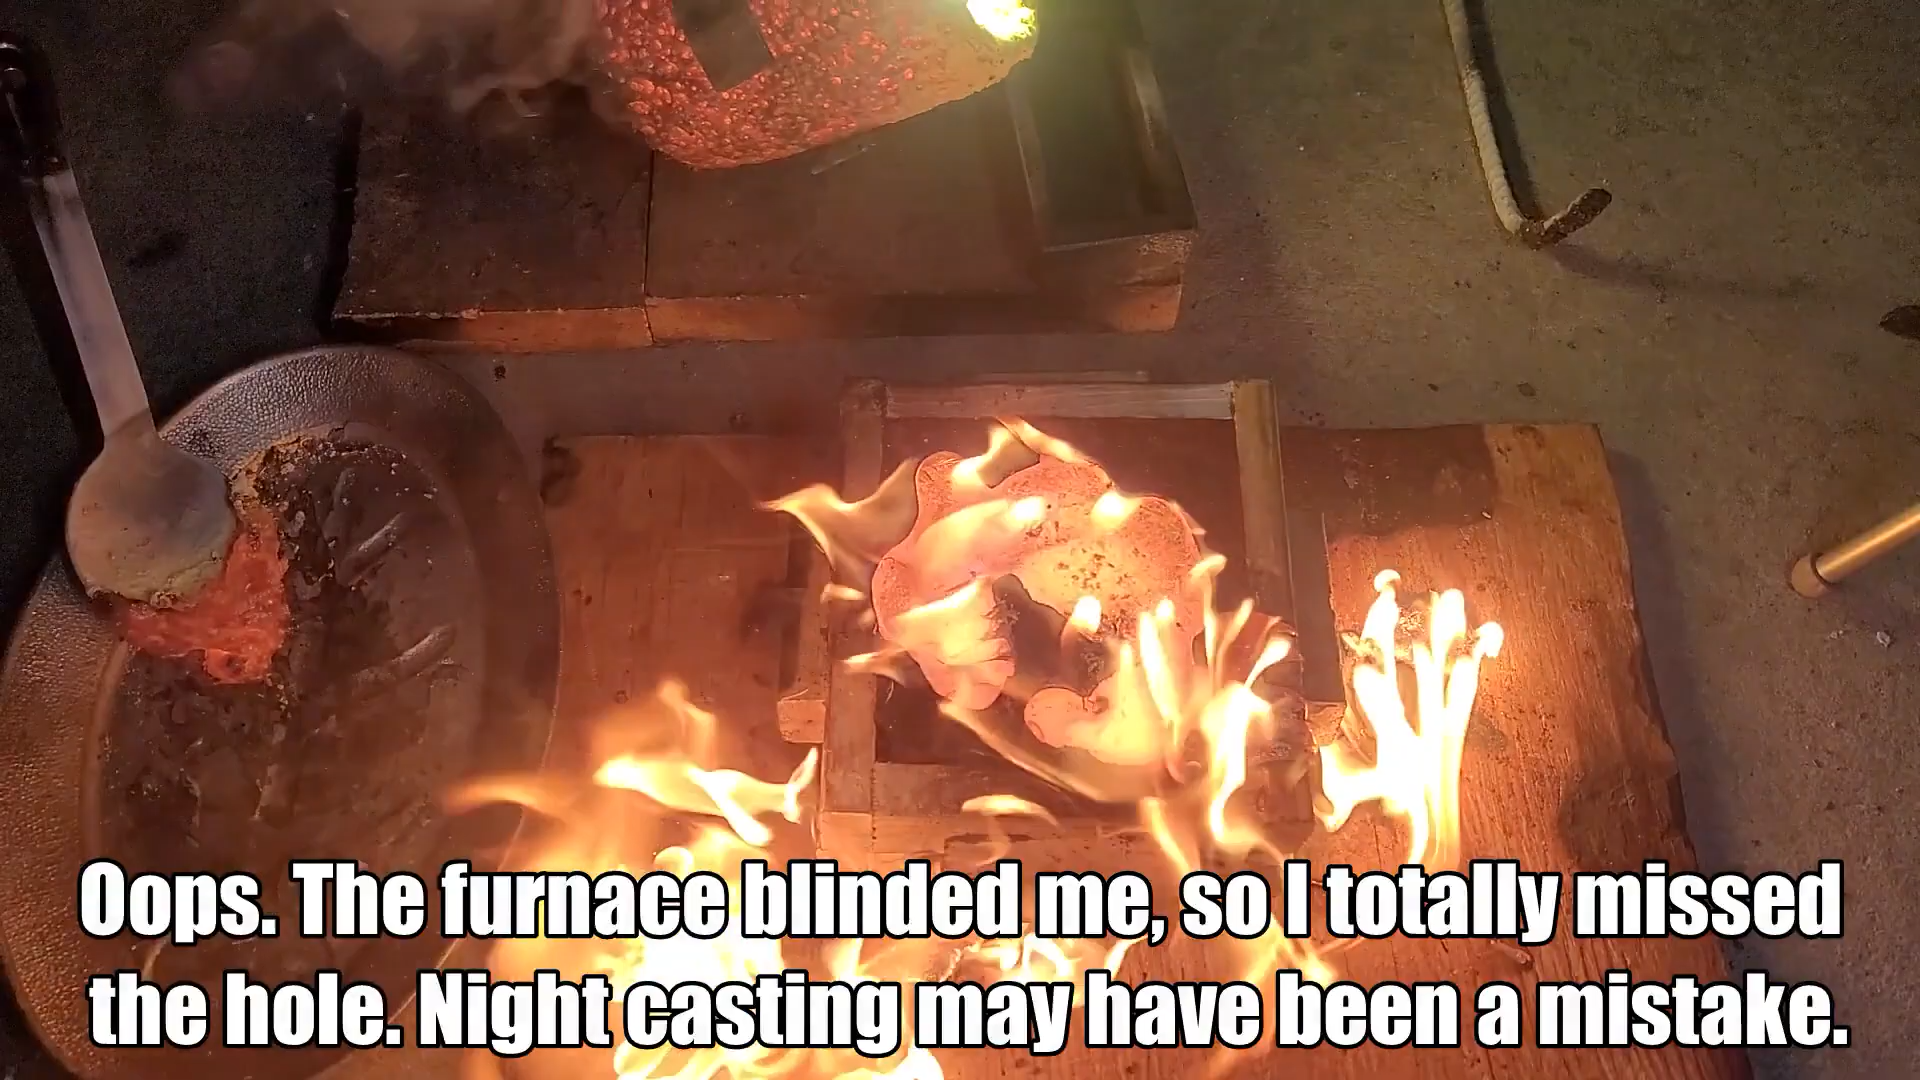 Oops. The furnace blinded me, so I totally missed
the hole. Night casting may have been a mistake.